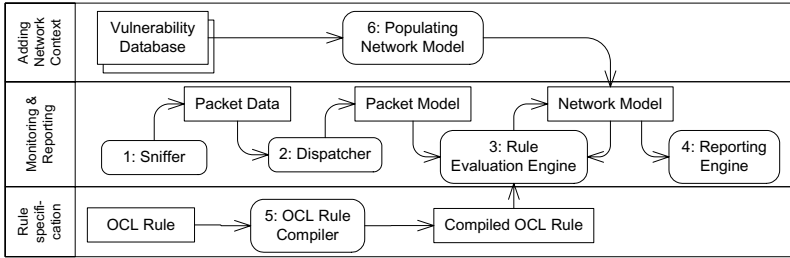 Adding
Network
Context
Vulnerability
Database
6: Populating
Network Model
Monitoring &
Reporting
Packet Data
Packet Model
Network Model
1: Sniffer
2: Dispatcher
3: Rule
Evaluation Engine
4: Reporting
Engine
Rule
specifi-
cation
OCL Rule
5: OCL Rule
Compiler
Compiled OCL Rule